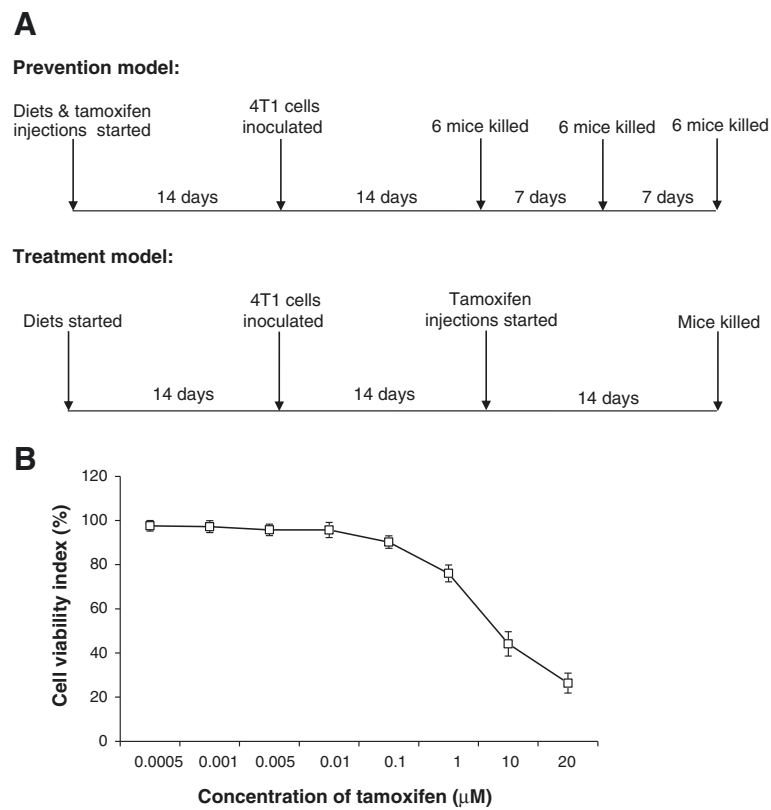 A
Prevention model:
Diets & tamoxifen
injections started
4T1 cells
inoculated
6 mice killed
6 mice killed
6 mice killed
14 days
14 days
7 days
7 days
Treatment model:
Diets started
4T1 cells
inoculated
Tamoxifen
injections started
Mice killed
14 days
14 days
14 days
B
120
100
80
60
40
20
0
Cell viability index (%)
0.0005 0.001 0.005 0.01 0.1 1 10 20
Concentration of tamoxifen (μM)